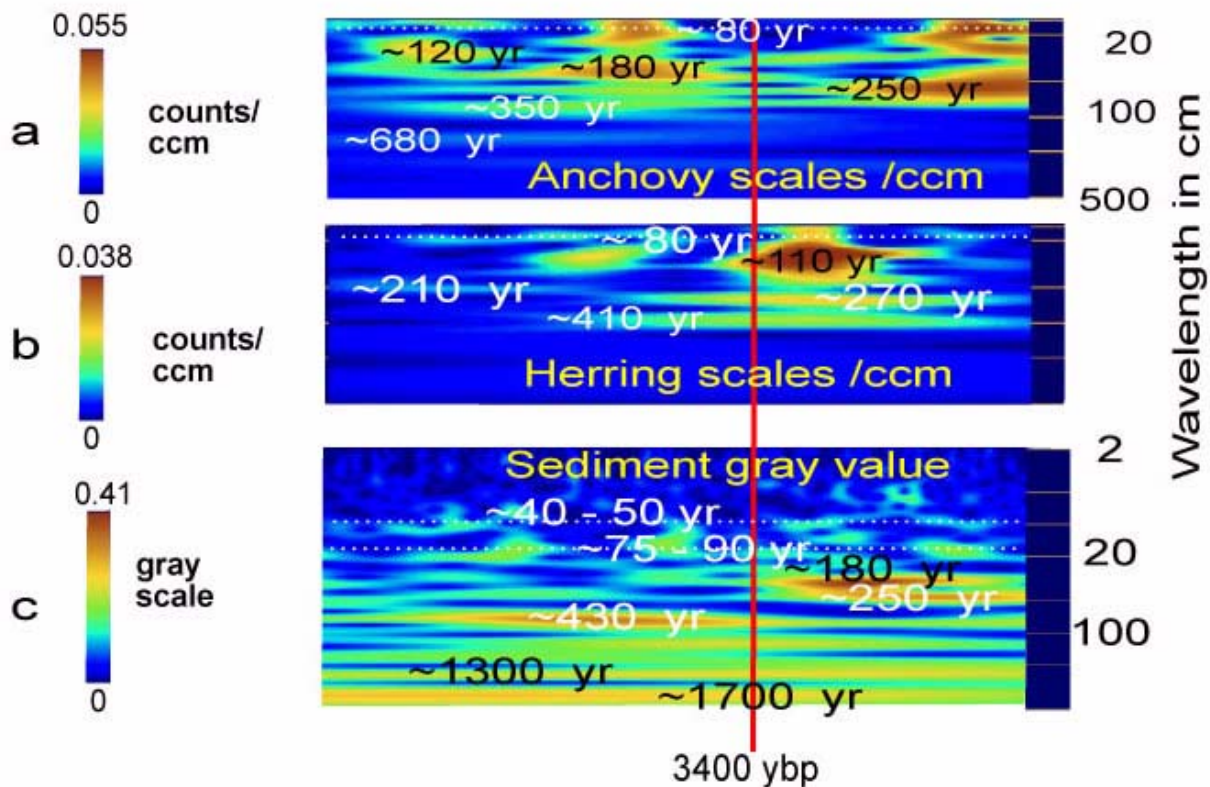 0.055
counts/
ccm
0
a
~ 80 yr
~120 yr
~180 yr
~250 yr
~350 yr
~680 yr
Anchovy scales /ccm
20
100
500
Wavelength in cm
0.038
counts/
ccm
0
b
~ 80 yr
~110 yr
~210 yr
~270 yr
~410 yr
Herring scales /ccm
0.41
gray
scale
0
c
Sediment gray value
~40 - 50 yr
~75 - 90 yr
~180 yr
~250 yr
~430 yr
~1300 yr
~1700 yr
2
20
100
3400 ybp